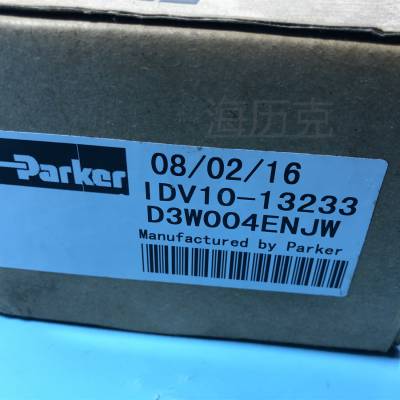 海历克
Parker
08/02/16
IDV10-13233
D3W004ENJW
Manufactured by Parker